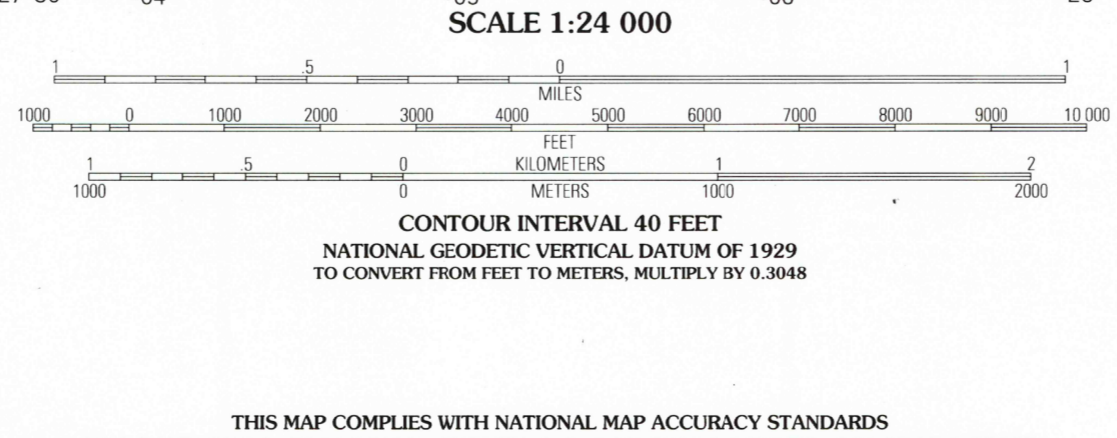 SCALE 1:24 000
1 .5 0 1
MILES
1000 0 1000 2000 3000 4000 5000 6000 7000 8000 9000 10 000
FEET
1 .5 0 KILOMETERS 1 2
1000 0 METERS 1000 2000
CONTOUR INTERVAL 40 FEET
NATIONAL GEODETIC VERTICAL DATUM OF 1929
TO CONVERT FROM FEET TO METERS, MULTIPLY BY 0.3048
THIS MAP COMPLIES WITH NATIONAL MAP ACCURACY STANDARDS